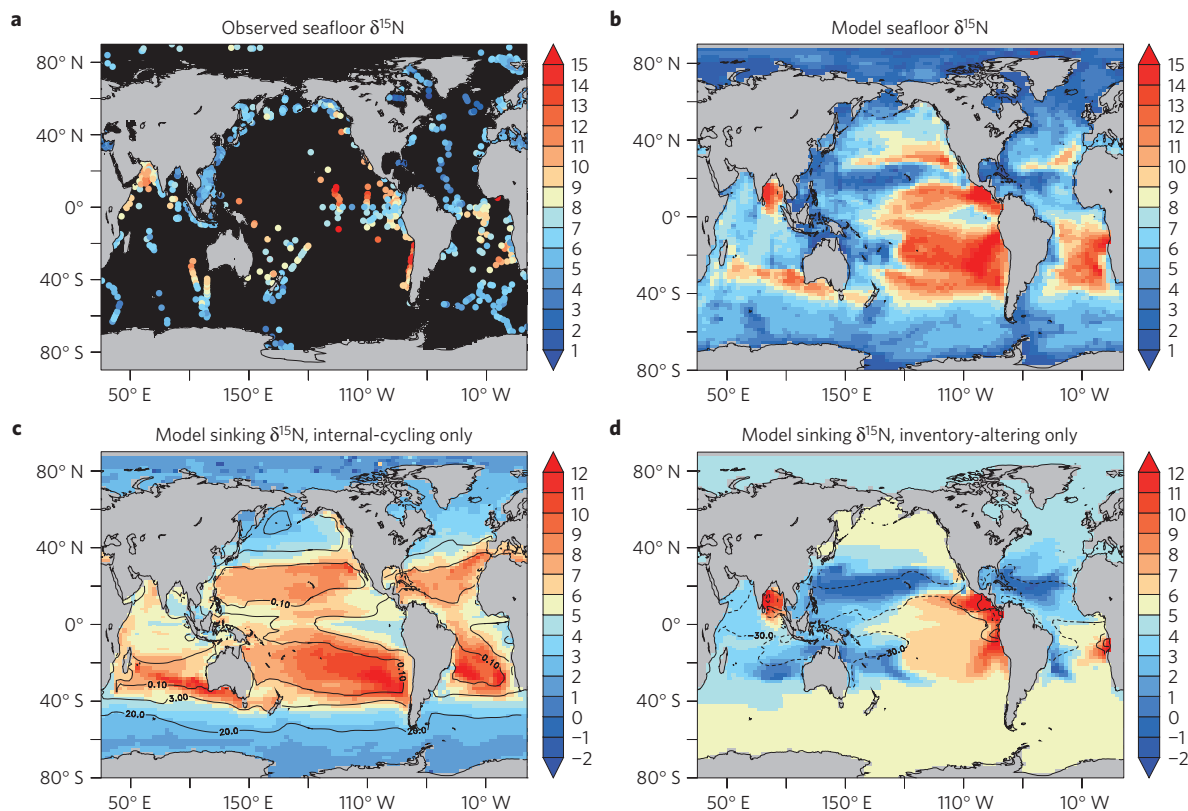 a
Observed seafloor δ¹⁵N
80° N
40° N
0°
40° S
80° S
50° E
150° E
110° W
10° W
15
14
13
12
11
10
9
8
7
6
5
4
3
2
1
b
Model seafloor δ¹⁵N
80° N
40° N
0°
40° S
80° S
50° E
150° E
110° W
10° W
15
14
13
12
11
10
9
8
7
6
5
4
3
2
1
c
Model sinking δ¹⁵N, internal-cycling only
80° N
40° N
0°
40° S
80° S
0.10
0.10
0.10
0.10
3.00
20.0
20.0
20.0
50° E
150° E
110° W
10° W
12
11
10
9
8
7
6
5
4
3
2
1
0
−1
−2
d
Model sinking δ¹⁵N, inventory-altering only
80° N
40° N
0°
40° S
80° S
30.0
30.0
50° E
150° E
110° W
10° W
12
11
10
9
8
7
6
5
4
3
2
1
0
−1
−2